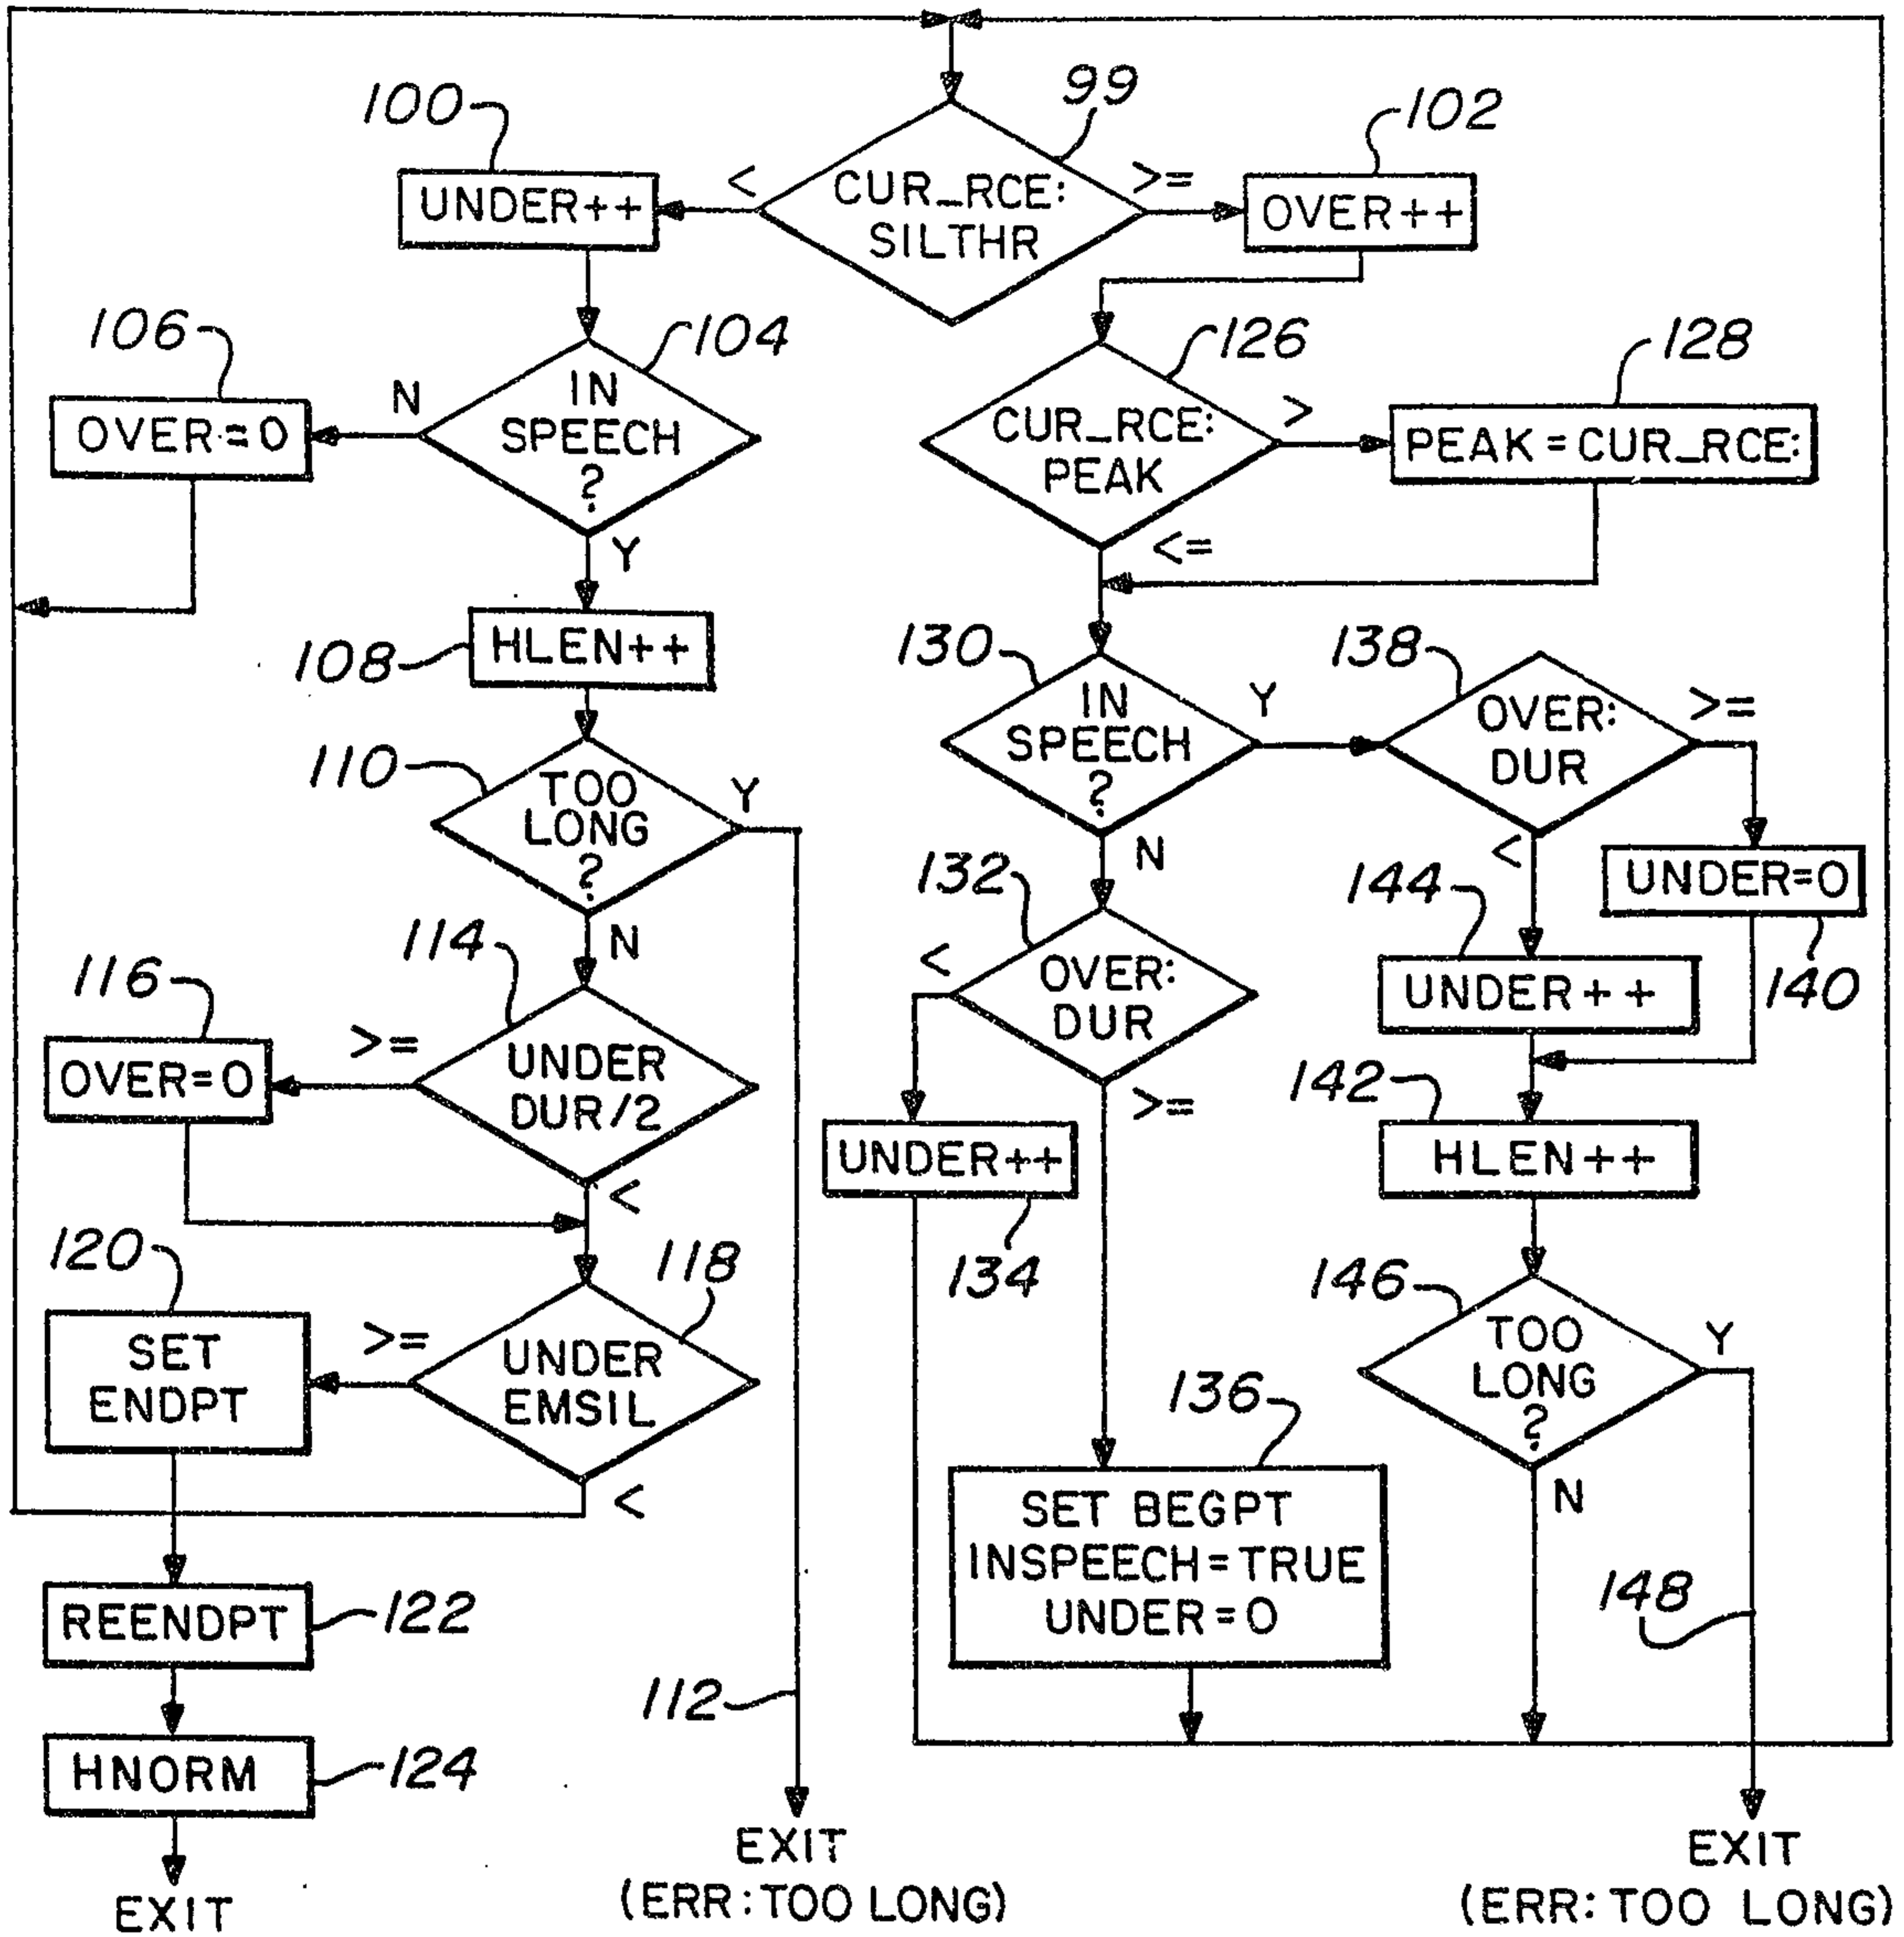 99
100
102
CUR_RCE:
SILTHR
<
>=
UNDER++
OVER++
106
104
126
128
N
IN
SPEECH
?
Y
OVER=0
CUR_RCE:
PEAK
>
<=
PEAK=CUR_RCE:
108
HLEN++
130
IN
SPEECH
?
Y
N
138
OVER:
DUR
>=
<
110
TOO
LONG
?
Y
N
132
144
UNDER=0
140
114
116
>=
OVER=0
UNDER
DUR/2
<
<
OVER:
DUR
>=
UNDER++
142
UNDER++
134
HLEN++
120
118
SET
ENDPT
>=
UNDER
EMSIL
<
146
TOO
LONG
?
Y
N
136
SET BEGPT
INSPEECH=TRUE
UNDER=0
148
REENDPT
122
112
HNORM
124
EXIT
EXIT
(ERR: TOO LONG)
EXIT
(ERR: TOO LONG)